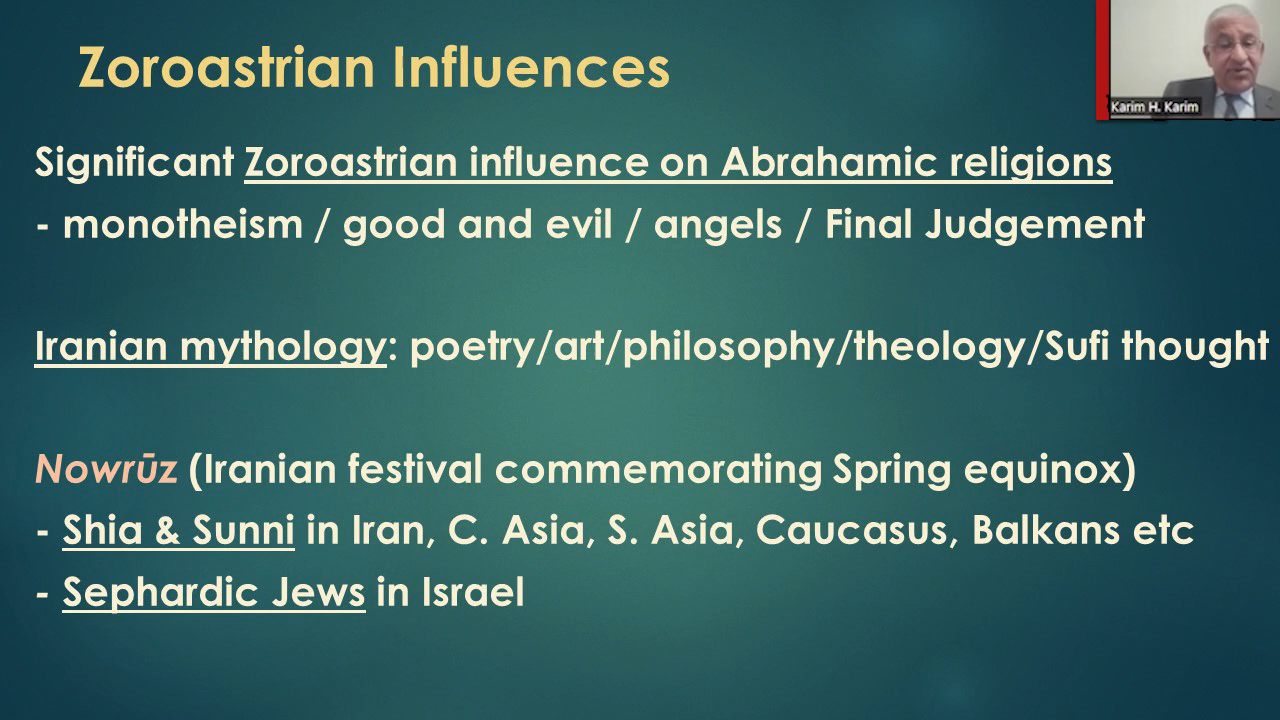 Zoroastrian Influences
Karim H. Karim
Significant Zoroastrian influence on Abrahamic religions
- monotheism / good and evil / angels / Final Judgement
Iranian mythology: poetry/art/philosophy/theology/Sufi thought
Nowrūz (Iranian festival commemorating Spring equinox)
- Shia & Sunni in Iran, C. Asia, S. Asia, Caucasus, Balkans etc
- Sephardic Jews in Israel